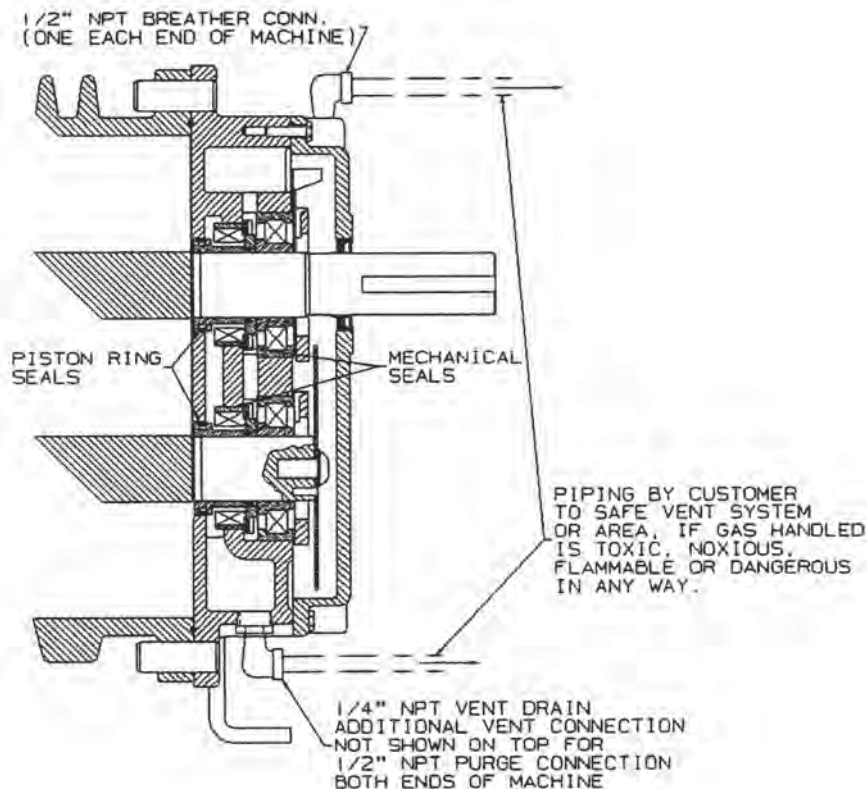 1/2" NPT BREATHER CONN.
(ONE EACH END OF MACHINE)
PISTON RING
SEALS
MECHANICAL
SEALS
PIPING BY CUSTOMER
TO SAFE VENT SYSTEM
OR AREA, IF GAS HANDLED
IS TOXIC, NOXIOUS,
FLAMMABLE OR DANGEROUS
IN ANY WAY.
1/4" NPT VENT DRAIN
ADDITIONAL VENT CONNECTION
NOT SHOWN ON TOP FOR
1/2" NPT PURGE CONNECTION
BOTH ENDS OF MACHINE